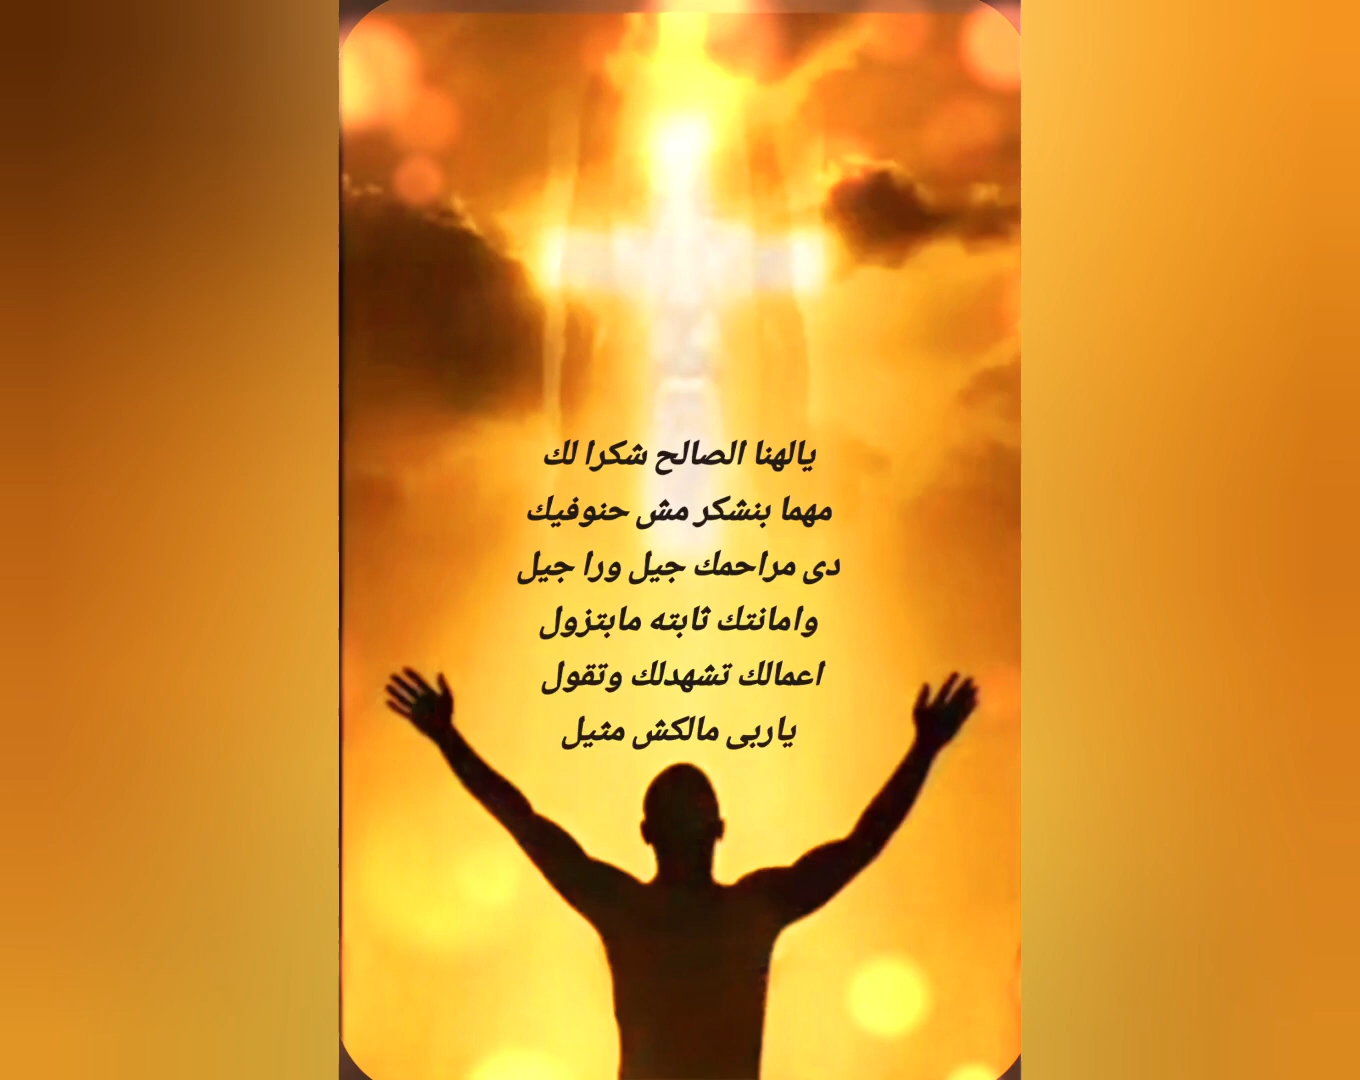 يالهنا الصالح شكرا لك
مهما بنشكر مش حنوفيك
دى مراحمك جيل ورا جيل
وامانتك ثابته مابتزول
اعمالك تشهدلك وتقول
ياربى مالكش مثيل